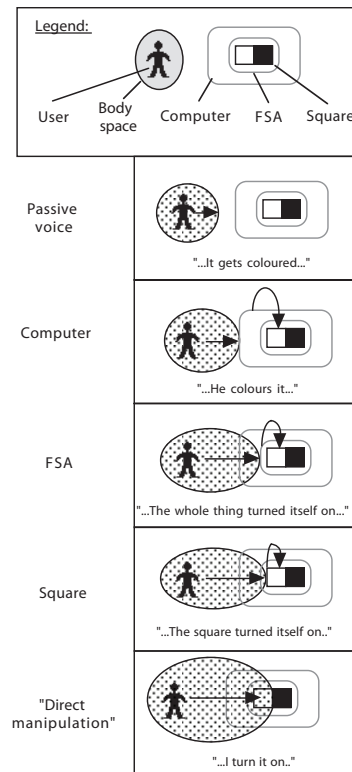 Legend:
User
Body
space
Computer
FSA
Square
Passive
voice
"...It gets coloured..."
Computer
"...He colours it..."
FSA
"...The whole thing turned itself on..."
Square
"...The square turned itself on.."
"Direct
manipulation"
"...I turn it on.."